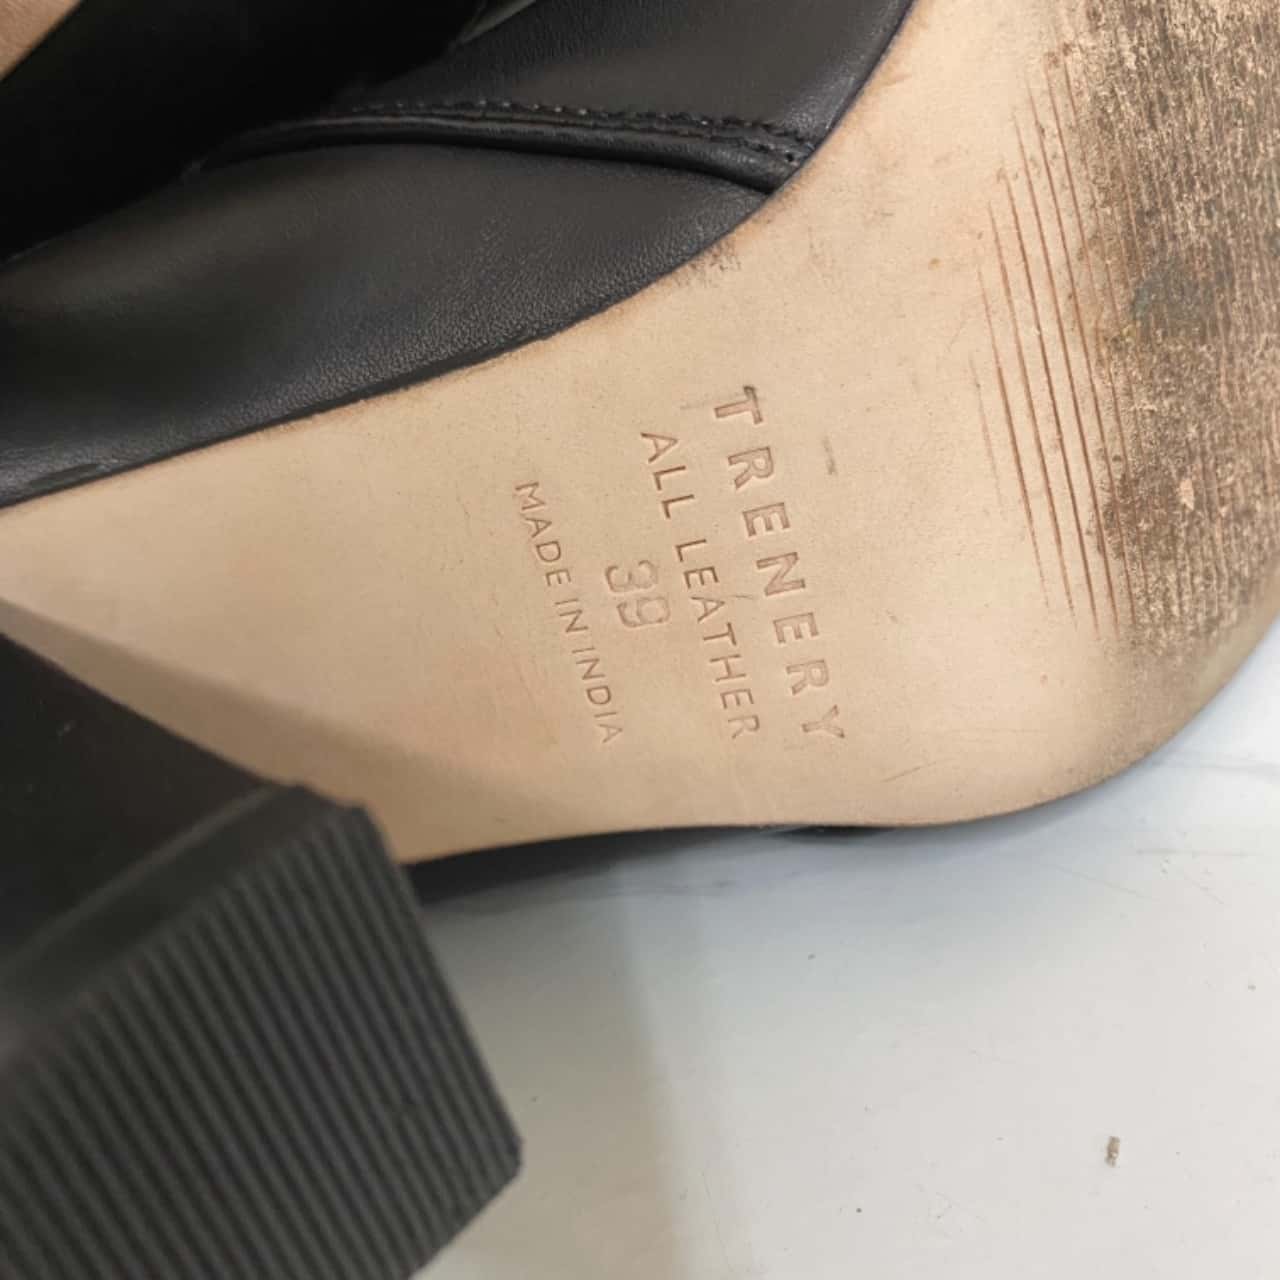 TRENERY
ALL LEATHER
39
MADE IN INDIA